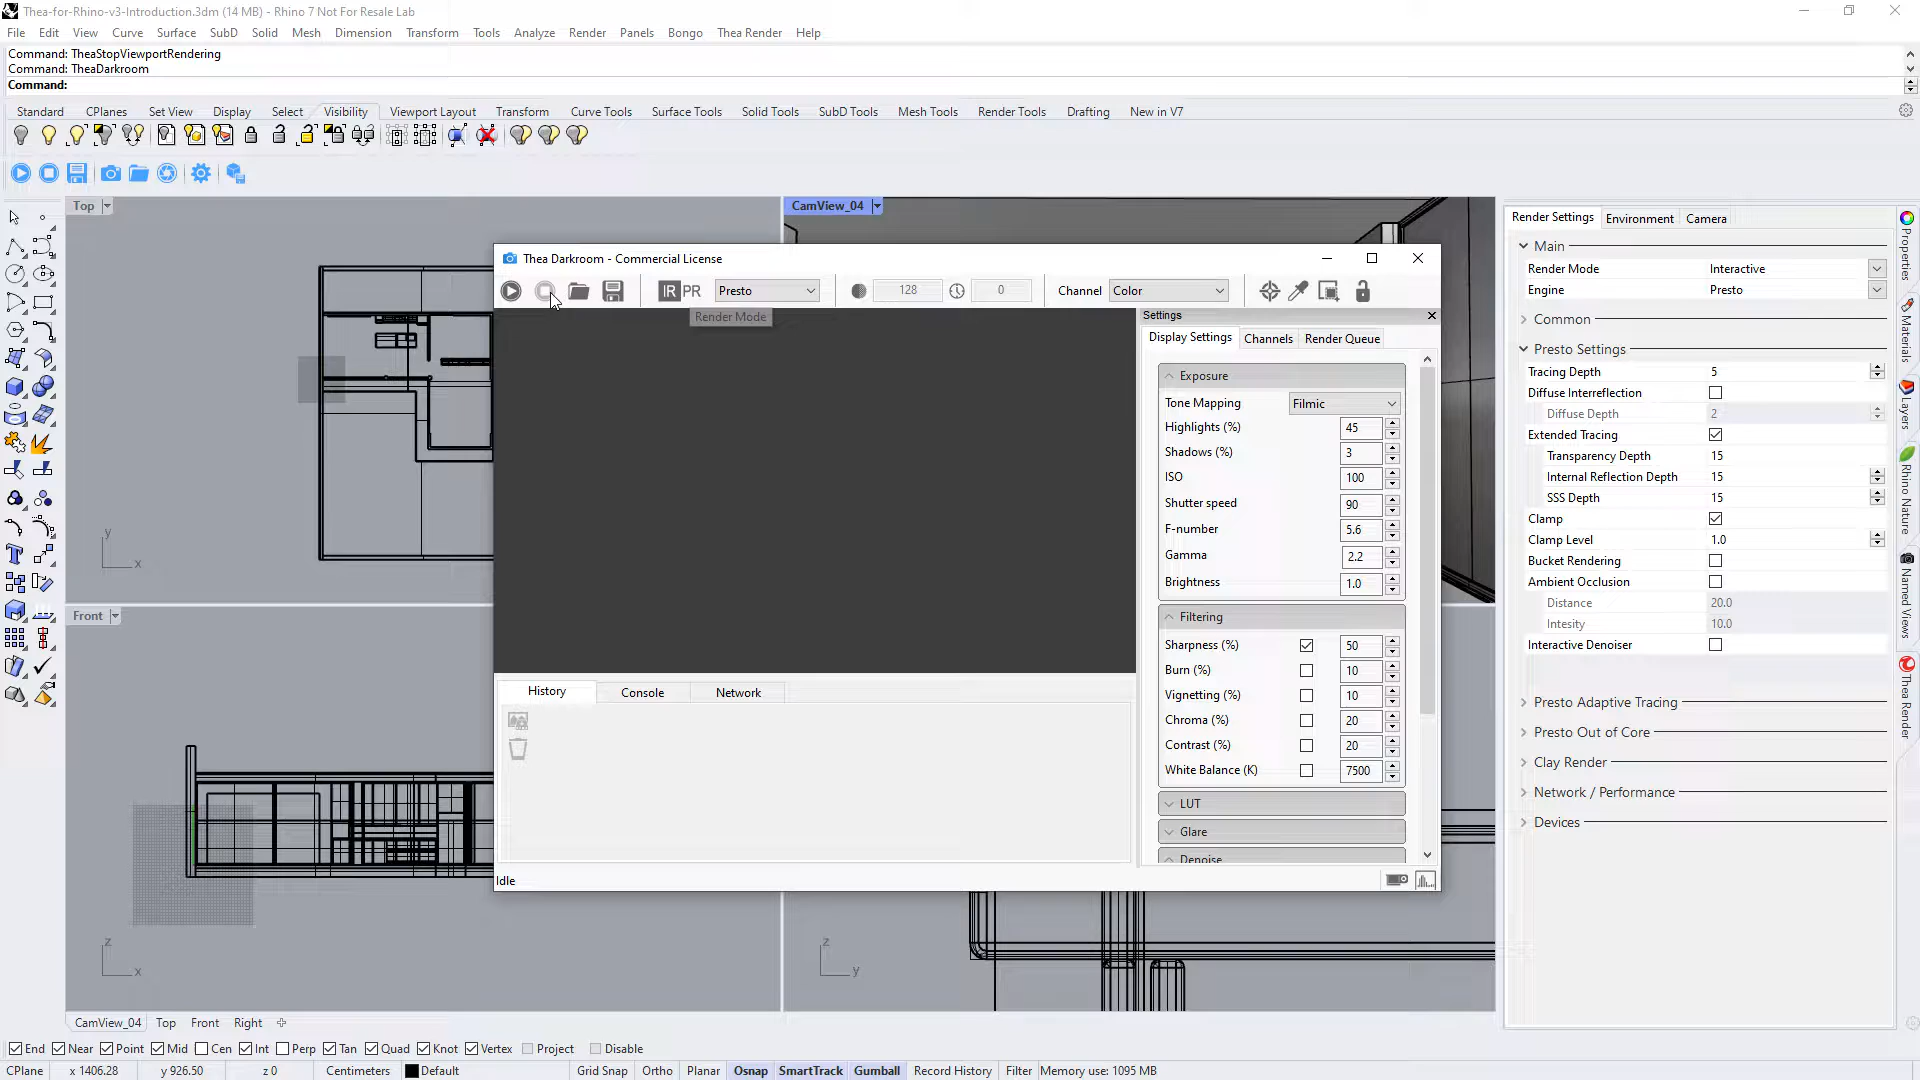 Thea-for-Rhino-v3-Introduction.3dm (14 MB) - Rhino 7 Not For Resale Lab
File Edit View Curve Surface SubD Solid Mesh Dimension Transform Tools Analyze Render Panels Bongo Thea Render Help
Command: TheaStopViewportRendering
Command: TheaDarkroom
Command:
Standard CPlanes Set View Display Select Visibility Viewport Layout Transform Curve Tools Surface Tools Solid Tools SubD Tools Mesh Tools Render Tools Drafting New in V7
Top
CamView_04
Thea Darkroom - Commercial License
IR PR Presto 128 0 Channel Color
Render Mode
Settings
Display Settings Channels Render Queue
Exposure
Tone Mapping Filmic
Highlights (%) 45
Shadows (%) 3
ISO 100
Shutter speed 90
F-number 5.6
Gamma 2.2
Brightness 1.0
Filtering
Sharpness (%) 50
Burn (%) 10
Vignetting (%) 10
Chroma (%) 20
Contrast (%) 20
White Balance (K) 7500
LUT
Glare
Denoise
History Console Network
Idle
Render Settings Environment Camera
Main
Render Mode Interactive
Engine Presto
Common
Presto Settings
Tracing Depth 5
Diffuse Interreflection
Diffuse Depth 2
Extended Tracing
Transparency Depth 15
Internal Reflection Depth 15
SSS Depth 15
Clamp
Clamp Level 1.0
Bucket Rendering
Ambient Occlusion
Distance 20.0
Intesity 10.0
Interactive Denoiser
Presto Adaptive Tracing
Presto Out of Core
Clay Render
Network / Performance
Devices
Properties
Materials
Layers
Rhino Nature
Named Views
Thea Render
y
x
Front
z
x
z
y
CamView_04 Top Front Right
End Near Point Mid Cen Int Perp Tan Quad Knot Vertex Project Disable
CPlane x 1406.28 y 926.50 z 0 Centimeters Default Grid Snap Ortho Planar Osnap SmartTrack Gumball Record History Filter Memory use: 1095 MB